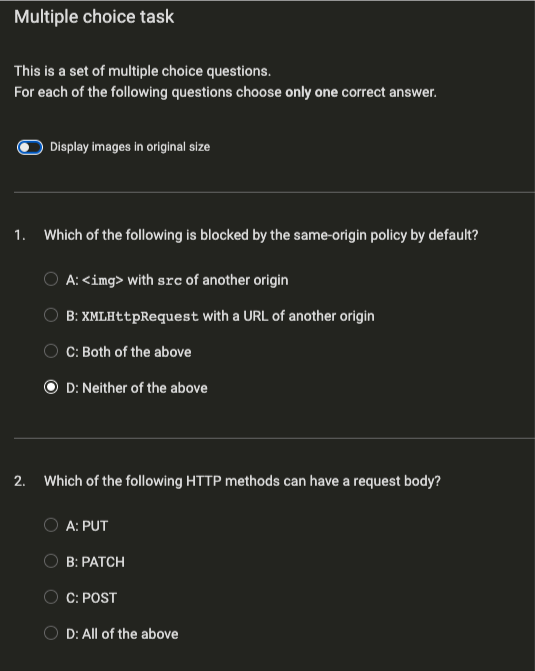 Multiple choice task
This is a set of multiple choice questions.
For each of the following questions choose only one correct answer.
Display images in original size
1. Which of the following is blocked by the same-origin policy by default?
A: <img> with src of another origin
B: XMLHttpRequest with a URL of another origin
C: Both of the above
D: Neither of the above
2. Which of the following HTTP methods can have a request body?
A: PUT
B: PATCH
C: POST
D: All of the above